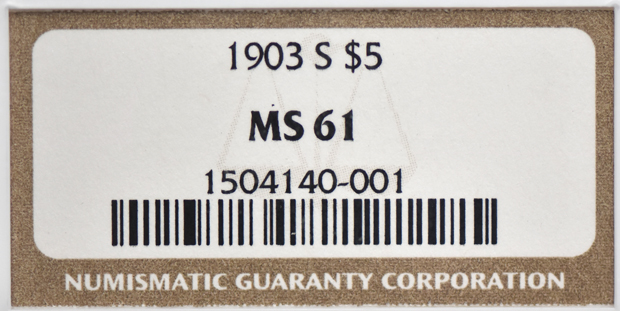 1903 S $5
MS 61
1504140-001
NUMISMATIC GUARANTY CORPORATION